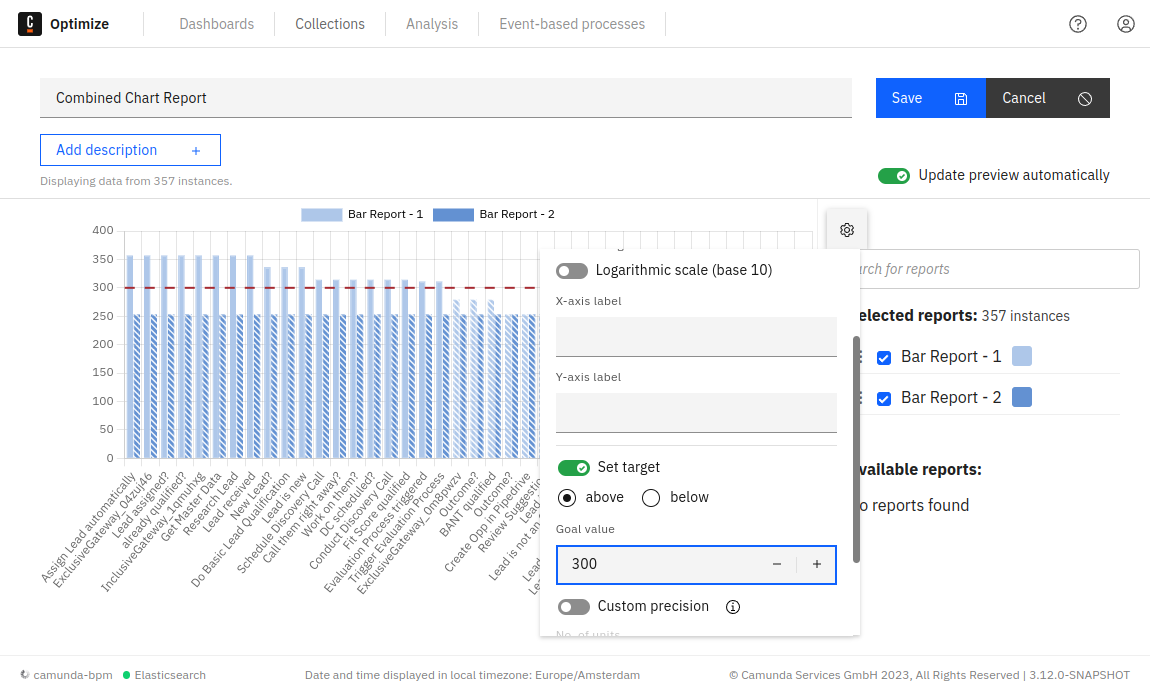 C Optimize Dashboards Collections Analysis Event-based processes
Combined Chart Report
Save Cancel
Add description +
Displaying data from 357 instances.
Update preview automatically
Bar Report - 1 Bar Report - 2
400
350
300
250
200
150
100
50
0
Assign Lead automatically
ExclusiveGateway_04zuj46
Lead assigned?
already qualified?
InclusiveGateway_1qmuhxg
Get Master Data
Research Lead
Lead received
New Lead?
Do Basic Lead Qualification
Lead is new
Schedule Discovery Call
Call them right away?
Work on them?
DC scheduled?
Conduct Discovery Call
Fit Score qualified
Evaluation Process triggered
Trigger Evaluation Process
ExclusiveGateway_0m8pwzv
Outcome?
BANT qualified
Outcome?
Create Opp in Pipedrive
Review Suggestio
Lead
Lead is not an
Lead
Le
Logarithmic scale (base 10)
X-axis label
Y-axis label
Set target
above below
Goal value
300 − +
Custom precision
No. of units
rch for reports
elected reports: 357 instances
Bar Report - 1
Bar Report - 2
vailable reports:
o reports found
camunda-bpm Elasticsearch
Date and time displayed in local timezone: Europe/Amsterdam
© Camunda Services GmbH 2023, All Rights Reserved | 3.12.0-SNAPSHOT